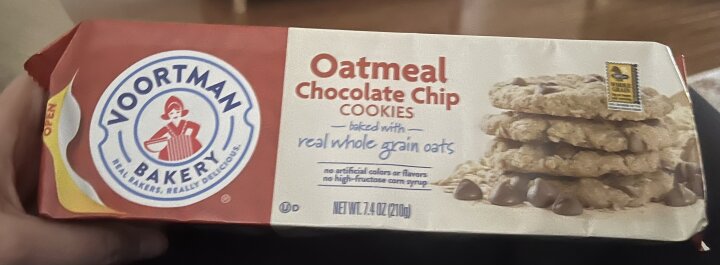 OPEN
VOORTMAN
BAKERY
REAL BAKERS, REALLY DELICIOUS.
®
Oatmeal
Chocolate Chip
COOKIES
baked with
real whole grain oats
no artificial colors or flavors
no high-fructose corn syrup
U D
NET WT. 7.4 OZ (210g)